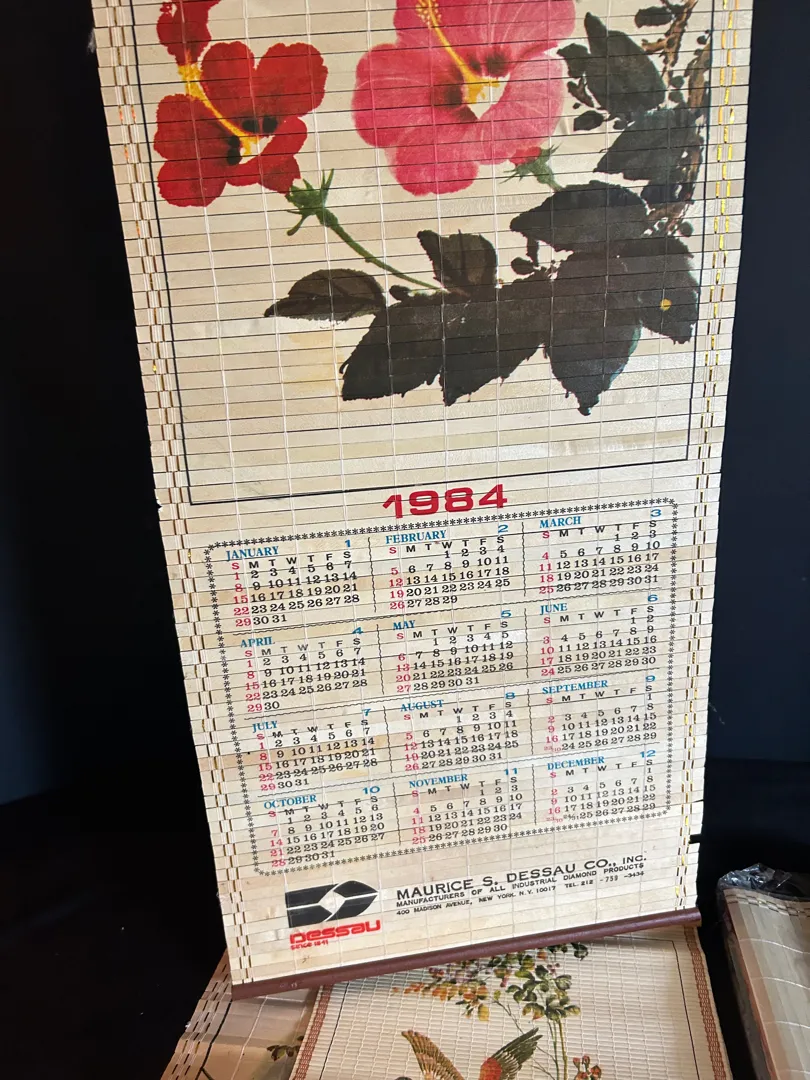 1984
JANUARY 1
S M T W T F S
1 2 3 4 5 6 7
8 9 10 11 12 13 14
15 16 17 18 19 20 21
22 23 24 25 26 27 28
29 30 31
FEBRUARY 2
S M T W T F S
1 2 3 4
5 6 7 8 9 10 11
12 13 14 15 16 17 18
19 20 21 22 23 24 25
26 27 28 29
MARCH 3
S M T W T F S
1 2 3
4 5 6 7 8 9 10
11 12 13 14 15 16 17
18 19 20 21 22 23 24
25 26 27 28 29 30 31
APRIL 4
S M T W T F S
1 2 3 4 5 6 7
8 9 10 11 12 13 14
15 16 17 18 19 20 21
22 23 24 25 26 27 28
29 30
MAY 5
S M T W T F S
1 2 3 4 5
6 7 8 9 10 11 12
13 14 15 16 17 18 19
20 21 22 23 24 25 26
27 28 29 30 31
JUNE 6
S M T W T F S
1 2
3 4 5 6 7 8 9
10 11 12 13 14 15 16
17 18 19 20 21 22 23
24 25 26 27 28 29 30
JULY 7
S M T W T F S
1 2 3 4 5 6 7
8 9 10 11 12 13 14
15 16 17 18 19 20 21
22 23 24 25 26 27 28
29 30 31
AUGUST 8
S M T W T F S
1 2 3 4
5 6 7 8 9 10 11
12 13 14 15 16 17 18
19 20 21 22 23 24 25
26 27 28 29 30 31
SEPTEMBER 9
S M T W T F S
1
2 3 4 5 6 7 8
9 10 11 12 13 14 15
16 17 18 19 20 21 22
23/30 24 25 26 27 28 29
OCTOBER 10
S M T W T F S
1 2 3 4 5 6
7 8 9 10 11 12 13
14 15 16 17 18 19 20
21 22 23 24 25 26 27
28 29 30 31
NOVEMBER 11
S M T W T F S
1 2 3
4 5 6 7 8 9 10
11 12 13 14 15 16 17
18 19 20 21 22 23 24
25 26 27 28 29 30
DECEMBER 12
S M T W T F S
1
2 3 4 5 6 7 8
9 10 11 12 13 14 15
16 17 18 19 20 21 22
23/30 24/31 25 26 27 28 29
DESSAU
SINCE
MAURICE S. DESSAU CO., INC.
MANUFACTURERS OF ALL INDUSTRIAL DIAMOND PRODUCTS
400 MADISON AVENUE, NEW YORK, N.Y. 10017 TEL. 212 - -3434